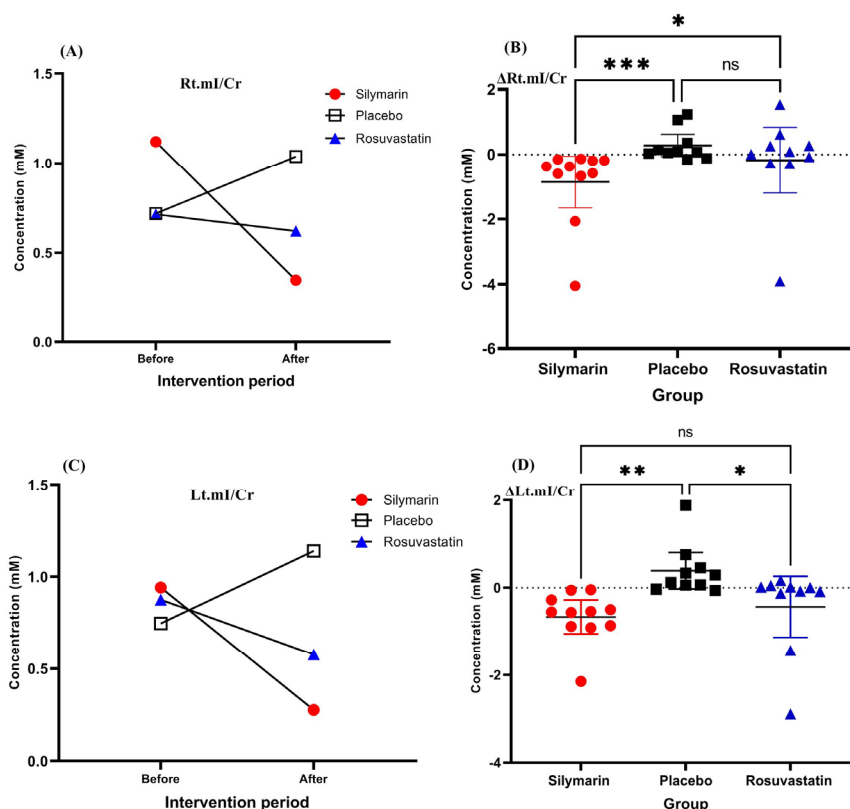 (A)
Rt.mI/Cr
Silymarin
Placebo
Rosuvastatin
1.5
1.0
0.5
0.0
Concentration (mM)
Before
After
Intervention period
(B)
ΔRt.mI/Cr
*
***
ns
2
0
-2
-4
-6
Concentration (mM)
Silymarin
Placebo
Rosuvastatin
Group
(C)
Lt.mI/Cr
Silymarin
Placebo
Rosuvastatin
1.5
1.0
0.5
0.0
Concentration (mM)
Before
After
Intervention period
(D)
ΔLt.mI/Cr
ns
**
*
2
0
-2
-4
Concentration (mM)
Silymarin
Placebo
Rosuvastatin
Group